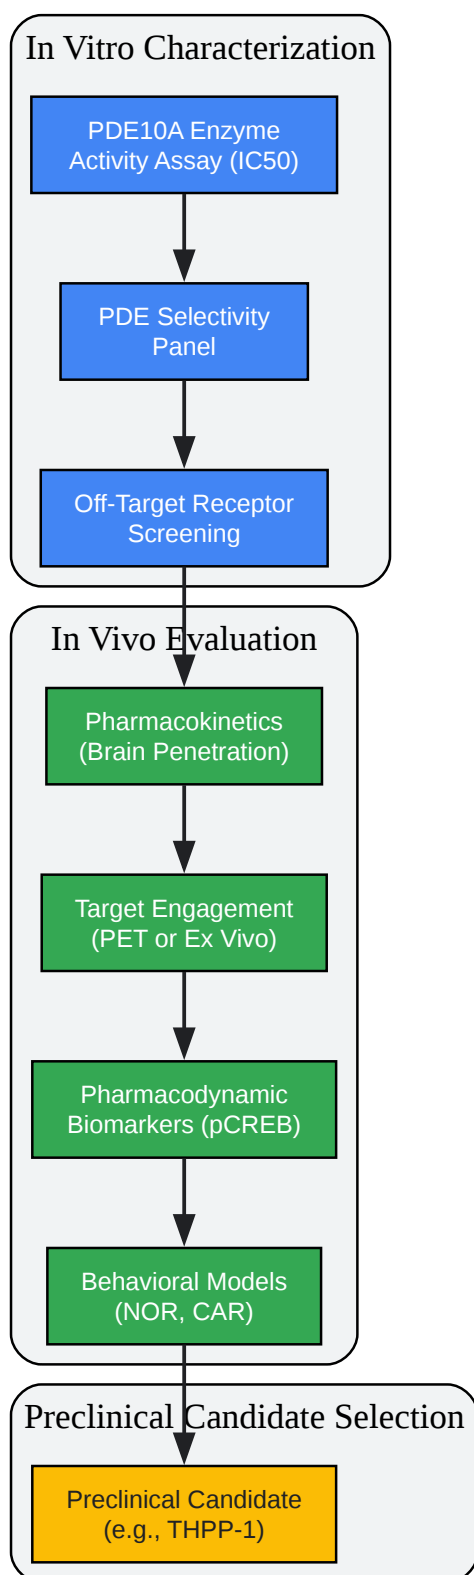 In Vitro Characterization
PDE10A Enzyme
Activity Assay (IC50)
PDE Selectivity
Panel
Off-Target Receptor
Screening
In Vivo Evaluation
Pharmacokinetics
(Brain Penetration)
Target Engagement
(PET or Ex Vivo)
Pharmacodynamic
Biomarkers (pCREB)
Behavioral Models
(NOR, CAR)
Preclinical Candidate Selection
Preclinical Candidate
(e.g., THPP-1)